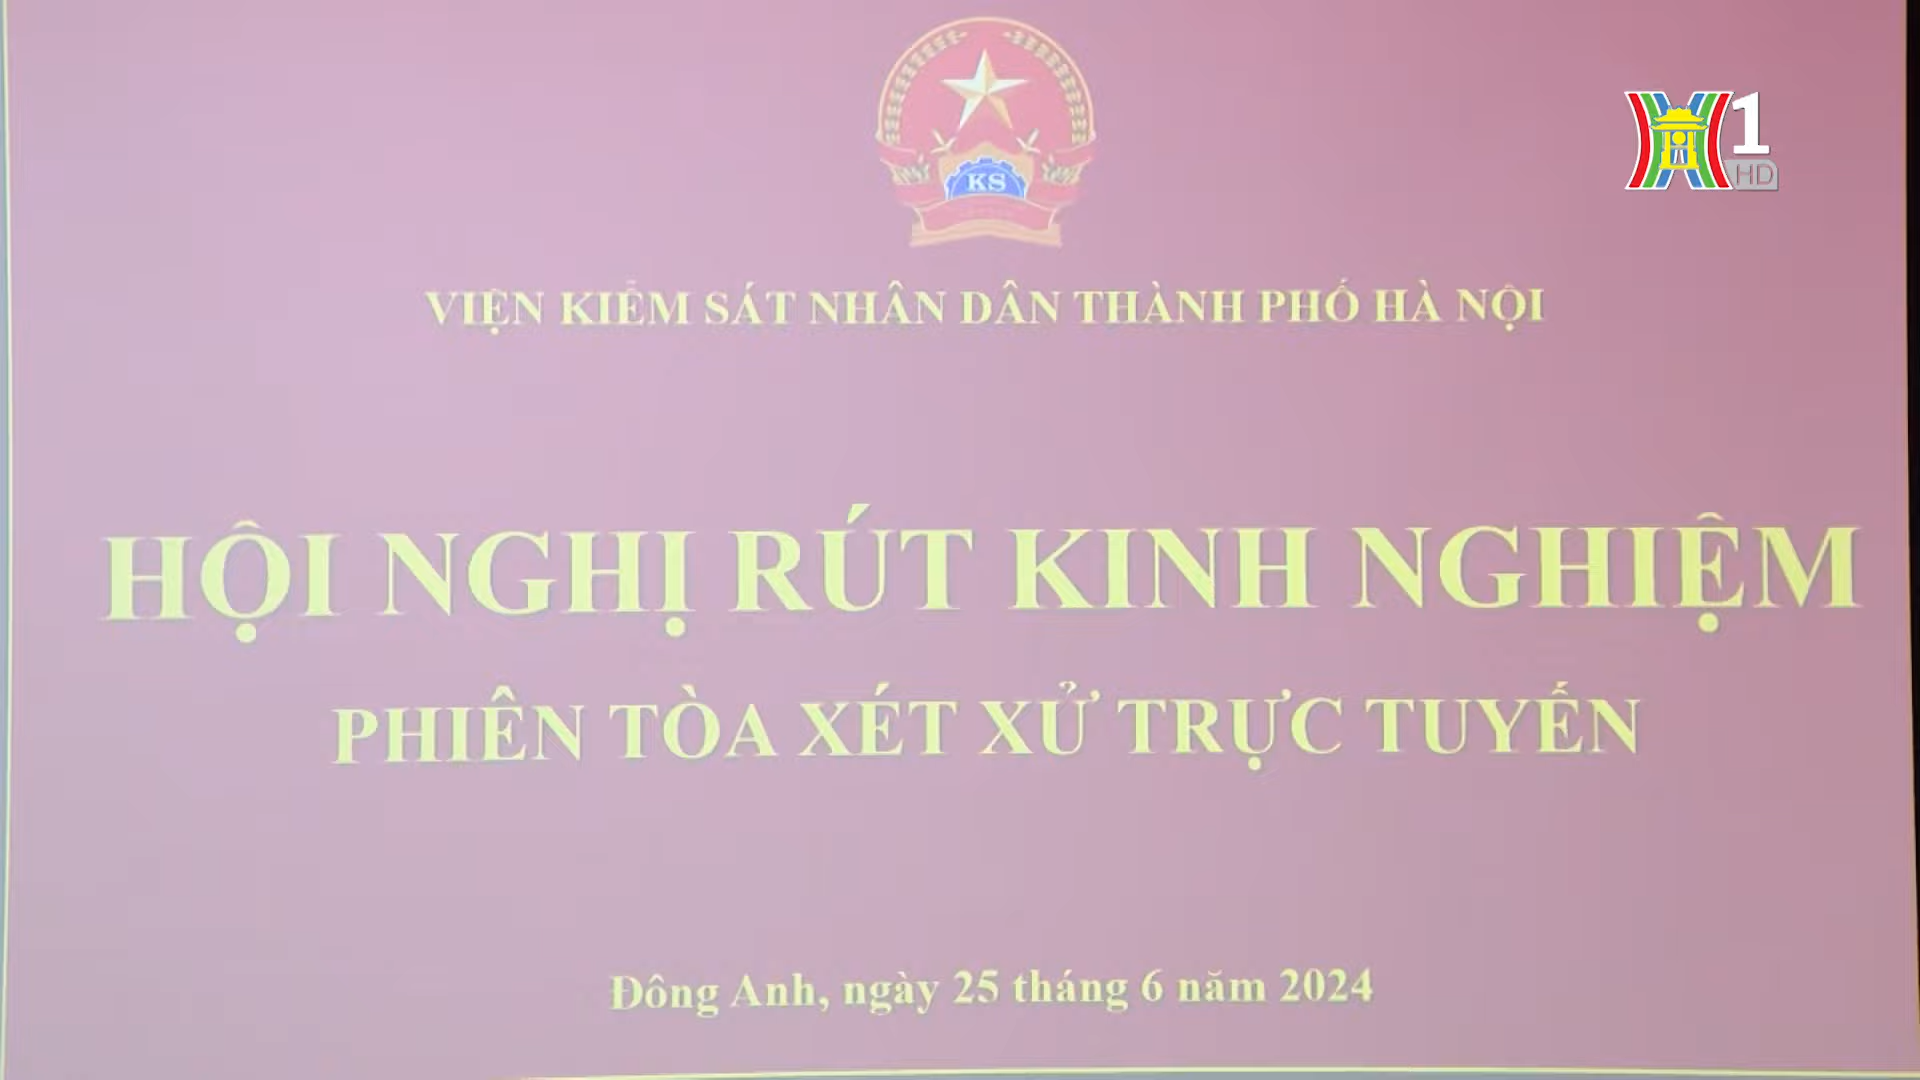 KS
1
HD
VIỆN KIỂM SÁT NHÂN DÂN THÀNH PHỐ HÀ NỘI
HỘI NGHỊ RÚT KINH NGHIỆM
PHIÊN TÒA XÉT XỬ TRỰC TUYẾN
Đông Anh, ngày 25 tháng 6 năm 2024